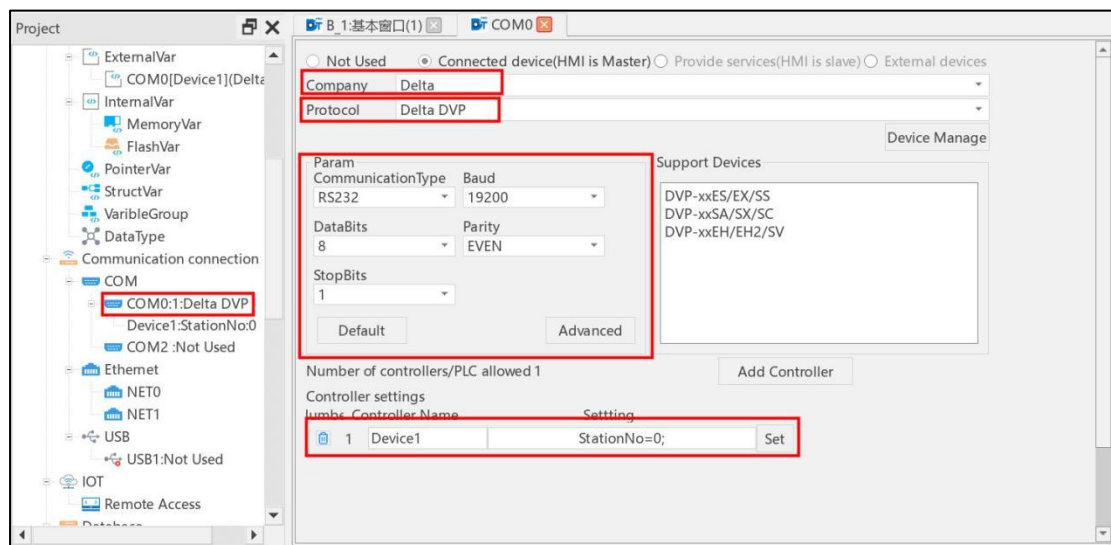 Project
ExternalVar
COM0[Device1](Delta
InternalVar
MemoryVar
FlashVar
PointerVar
StructVar
VaribleGroup
DataType
Communication connection
COM
COM0:1:Delta DVP
Device1:StationNo:0
COM2 :Not Used
Ethernet
NET0
NET1
USB
USB1:Not Used
IOT
Remote Access
Database
B_1:基本窗口(1) COM0
Not Used Connected device(HMI is Master) Provide services(HMI is slave) External devices
Company Delta
Protocol Delta DVP
Device Manage
Param
CommunicationType Baud
RS232 19200
DataBits Parity
8 EVEN
StopBits
1
Default Advanced
Support Devices
DVP-xxES/EX/SS
DVP-xxSA/SX/SC
DVP-xxEH/EH2/SV
Number of controllers/PLC allowed 1
Add Controller
Controller settings
Controller Name Settting
1 Device1 StationNo=0; Set